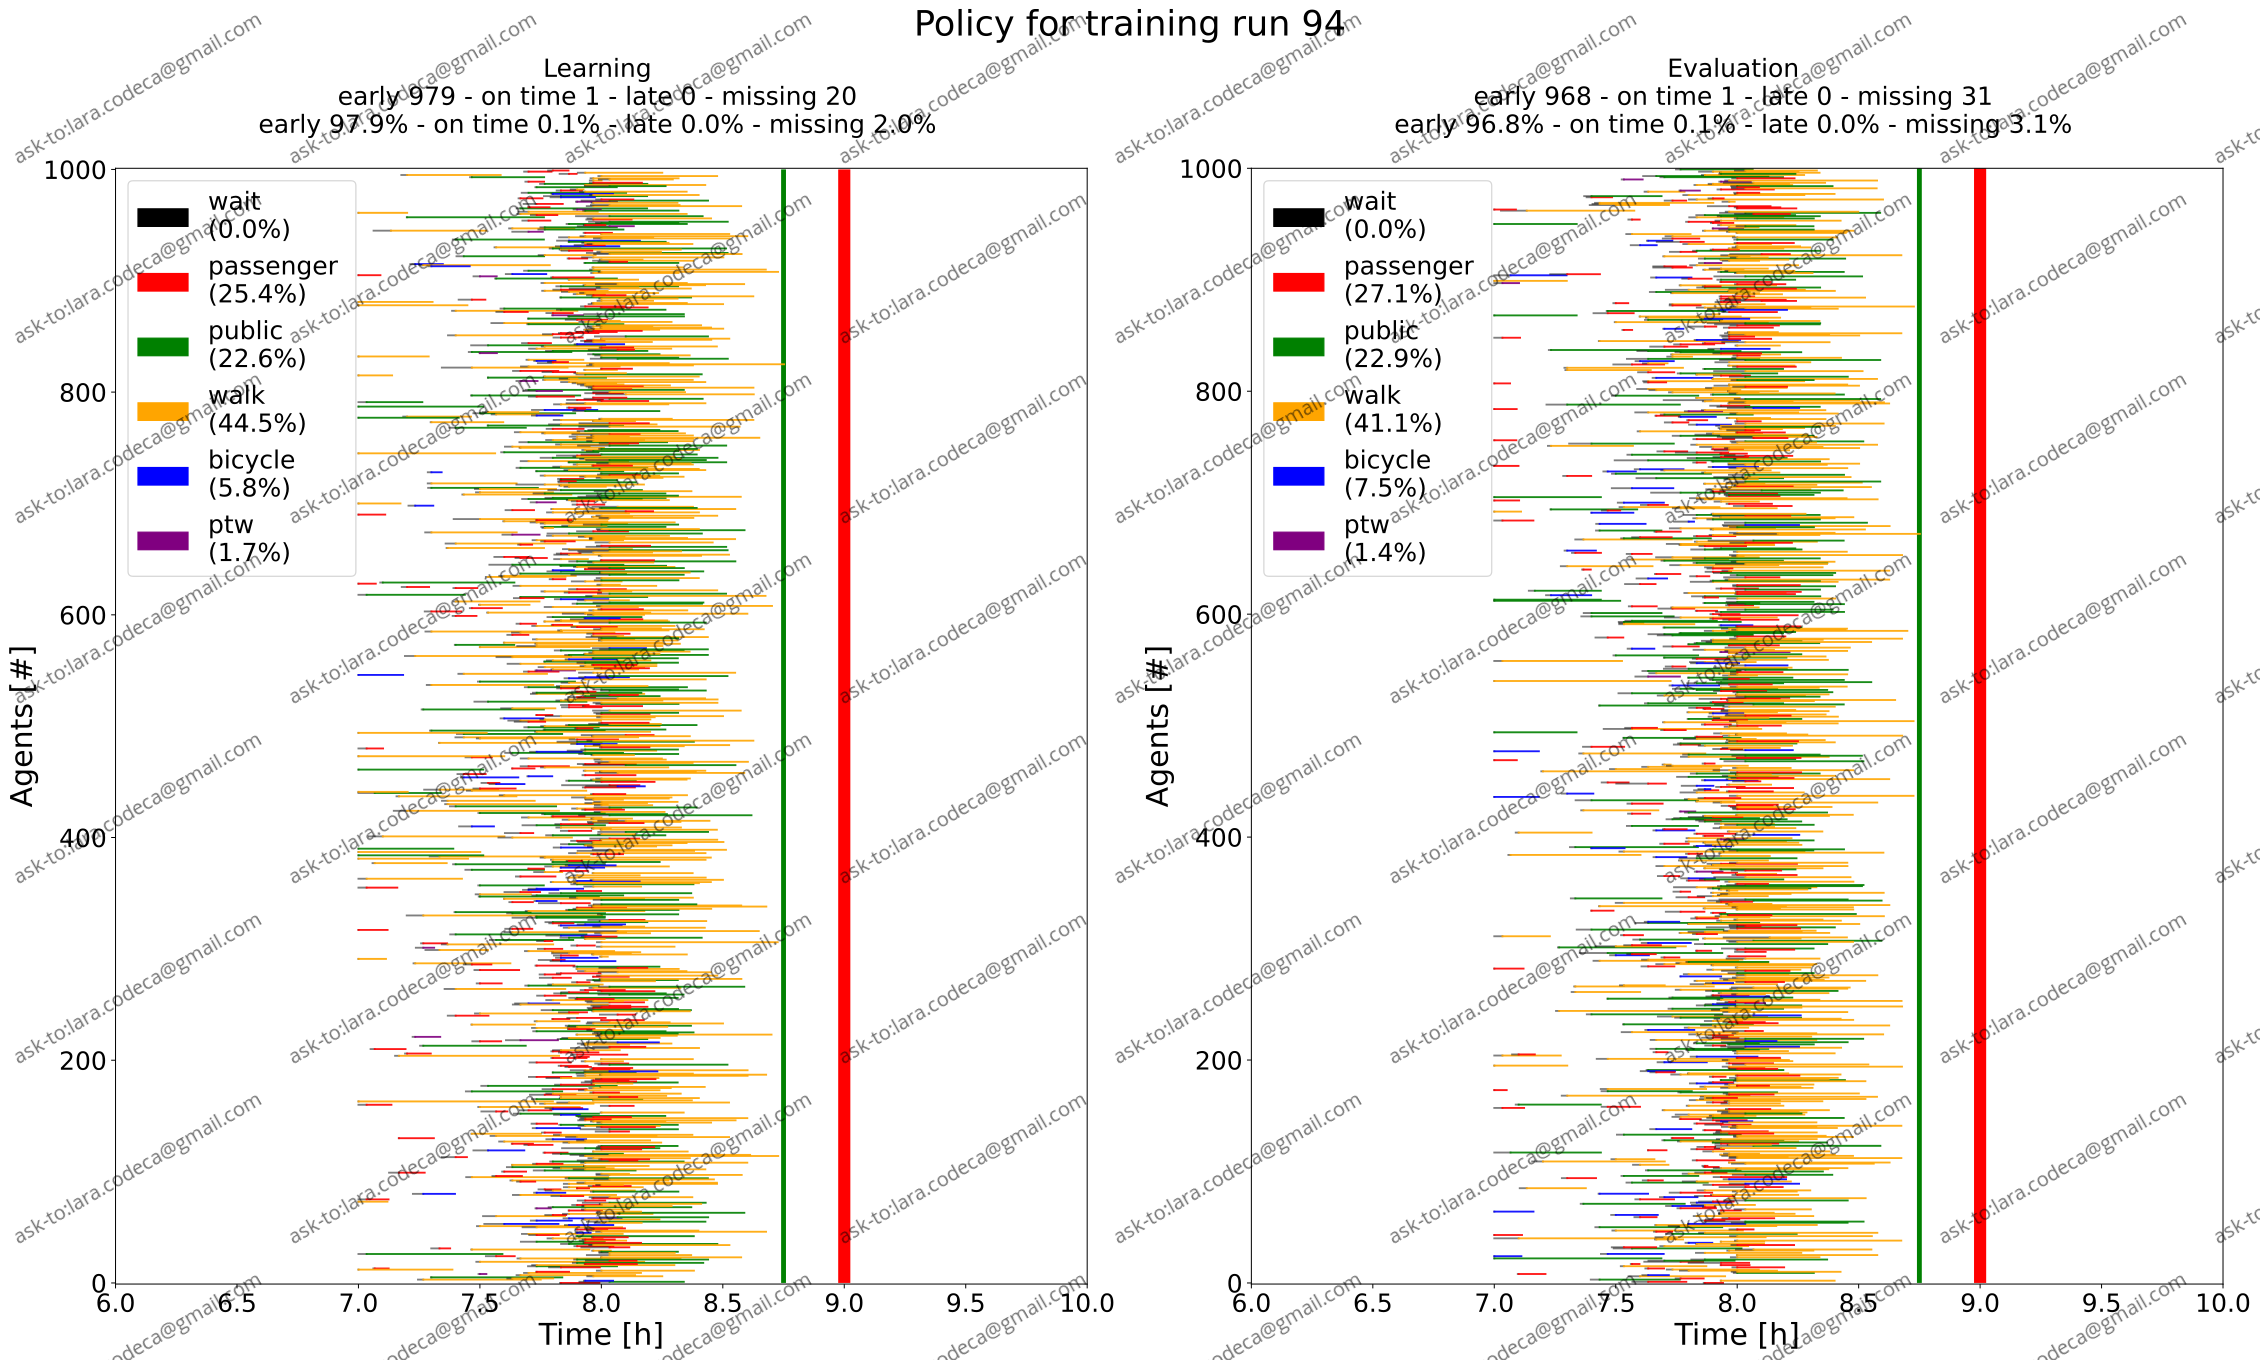 Policy for training run 94
Learning
early 979 - on time 1 - late 0 - missing 20
early 97.9% - on time 0.1% - late 0.0% - missing 2.0%
1000
800
600
400
200
0
Agents [#]
wait
(0.0%)
passenger
(25.4%)
public
(22.6%)
walk
(44.5%)
bicycle
(5.8%)
ptw
(1.7%)
6.0 6.5 7.0 7.5 8.0 8.5 9.0 9.5 10.0
Time [h]
Evaluation
early 968 - on time 1 - late 0 - missing 31
early 96.8% - on time 0.1% - late 0.0% - missing 3.1%
1000
800
600
400
200
0
Agents [#]
wait
(0.0%)
passenger
(27.1%)
public
(22.9%)
walk
(41.1%)
bicycle
(7.5%)
ptw
(1.4%)
6.0 6.5 7.0 7.5 8.0 8.5 9.0 9.5 10.0
Time [h]
ask-to:lara.codeca@gmail.com